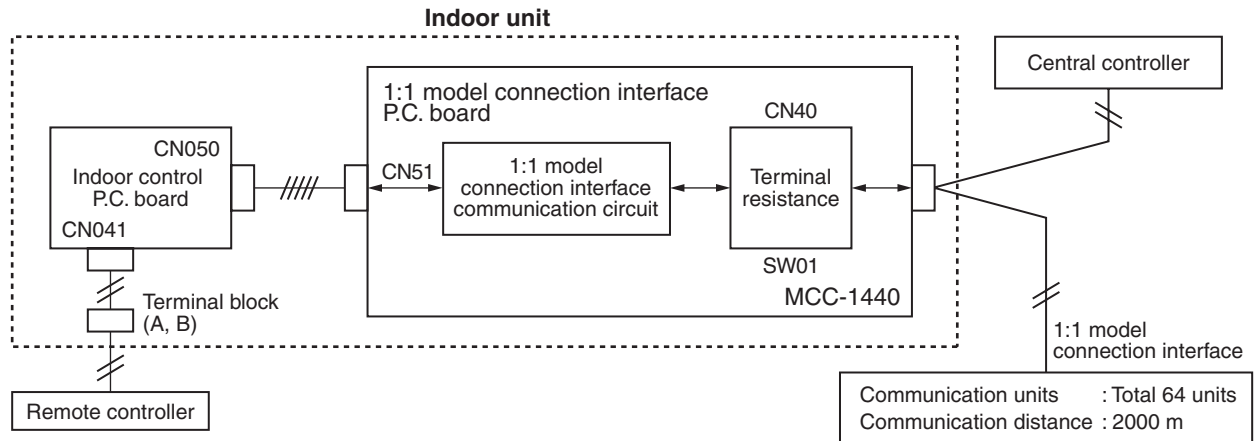 Indoor unit
Central controller
1:1 model connection interface
P.C. board
CN40
CN050
Indoor control
P.C. board
CN041
CN51
1:1 model
connection interface
communication circuit
Terminal
resistance
SW01
MCC-1440
Terminal block
(A, B)
Remote controller
1:1 model
connection interface
Communication units : Total 64 units
Communication distance : 2000 m